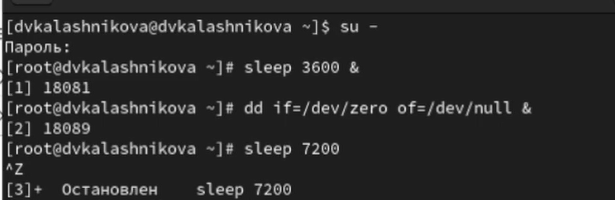 [dvkalashnikova@dvkalashnikova ~]$ su -
Пароль:
[root@dvkalashnikova ~]# sleep 3600 &
[1] 18081
[root@dvkalashnikova ~]# dd if=/dev/zero of=/dev/null &
[2] 18089
[root@dvkalashnikova ~]# sleep 7200
^Z
[3]+  Остановлен    sleep 7200